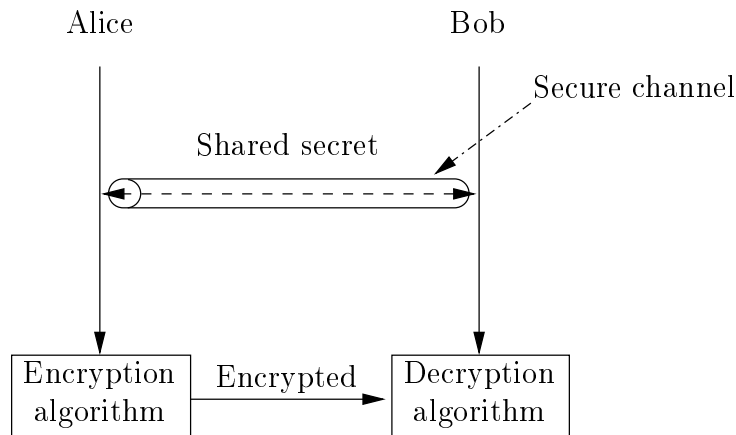 Alice
Bob
Secure channel
Shared secret
Encryption
algorithm
Encrypted
Decryption
algorithm